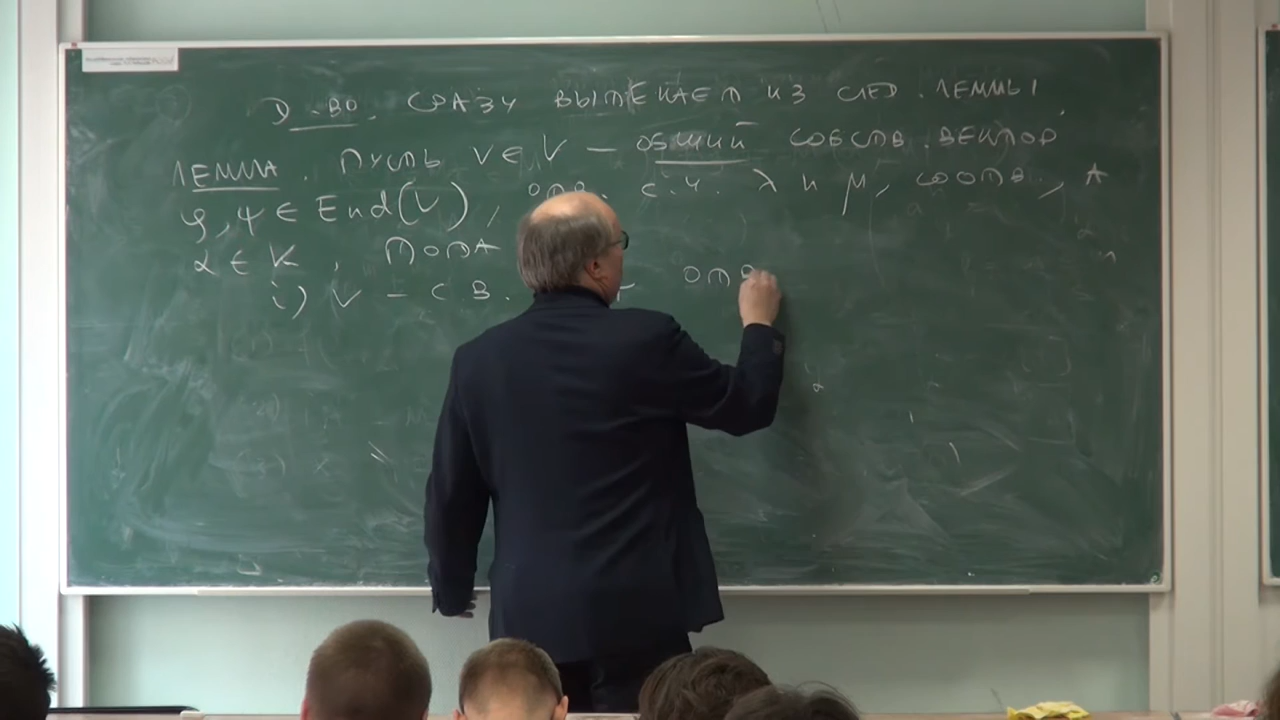 Д-ВО. СРАЗУ ВЫТЕКАЕТ ИЗ СЛЕД. ЛЕММЫ.
ЛЕММА. ПУСТЬ V ∈ V — ОБЩИЙ СОБСТВ. ВЕКТОР
φ, ψ ∈ End(V), ОТВ. С.Ч. λ И μ, СООТВ., А
α ∈ K, ТОГДА
i) V - С.В. ОТВ